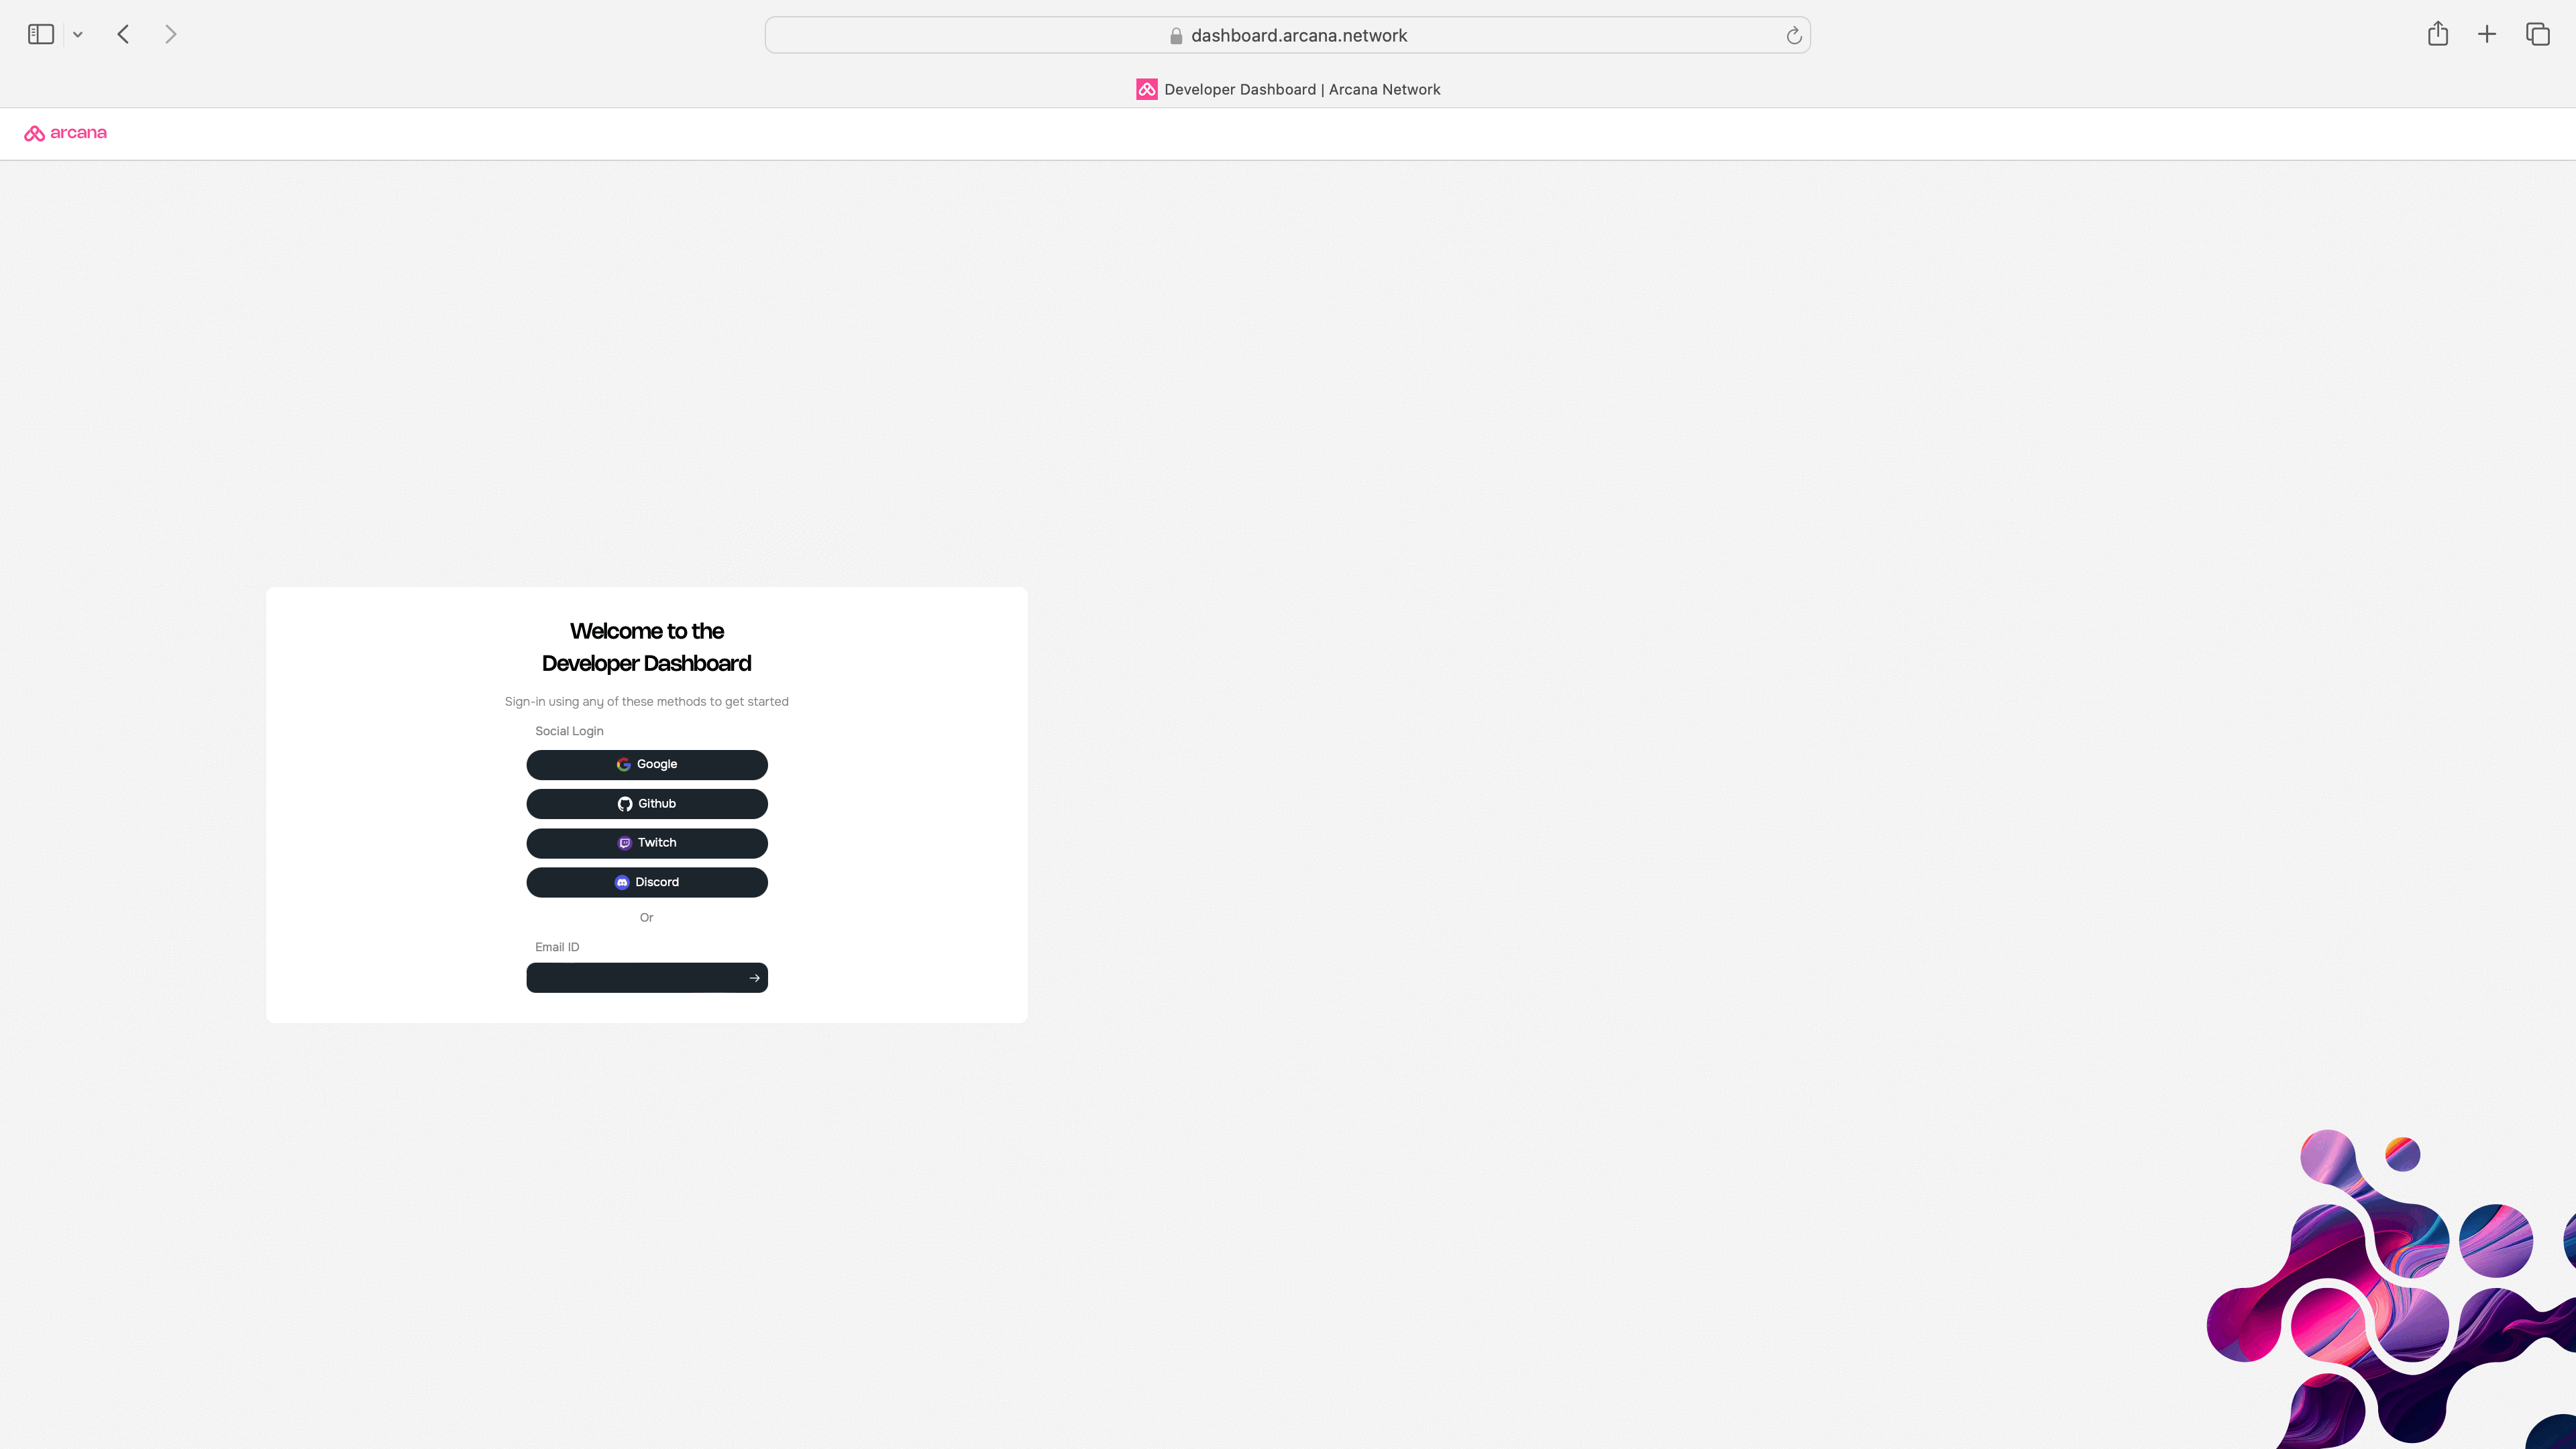 dashboard.arcana.network
Developer Dashboard | Arcana Network
arcana
Welcome to the
Developer Dashboard
Sign-in using any of these methods to get started
Social Login
Google
Github
Twitch
Discord
Or
Email ID